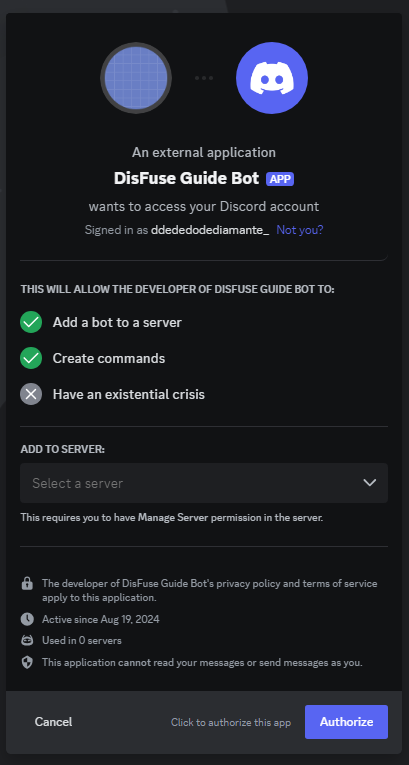 An external application
DisFuse Guide Bot APP
wants to access your Discord account
Signed in as ddededodediamante_ Not you?
THIS WILL ALLOW THE DEVELOPER OF DISFUSE GUIDE BOT TO:
Add a bot to a server
Create commands
Have an existential crisis
ADD TO SERVER:
Select a server
This requires you to have Manage Server permission in the server.
The developer of DisFuse Guide Bot's privacy policy and terms of service
apply to this application.
Active since Aug 19, 2024
Used in 0 servers
This application cannot read your messages or send messages as you.
Cancel
Click to authorize this app
Authorize